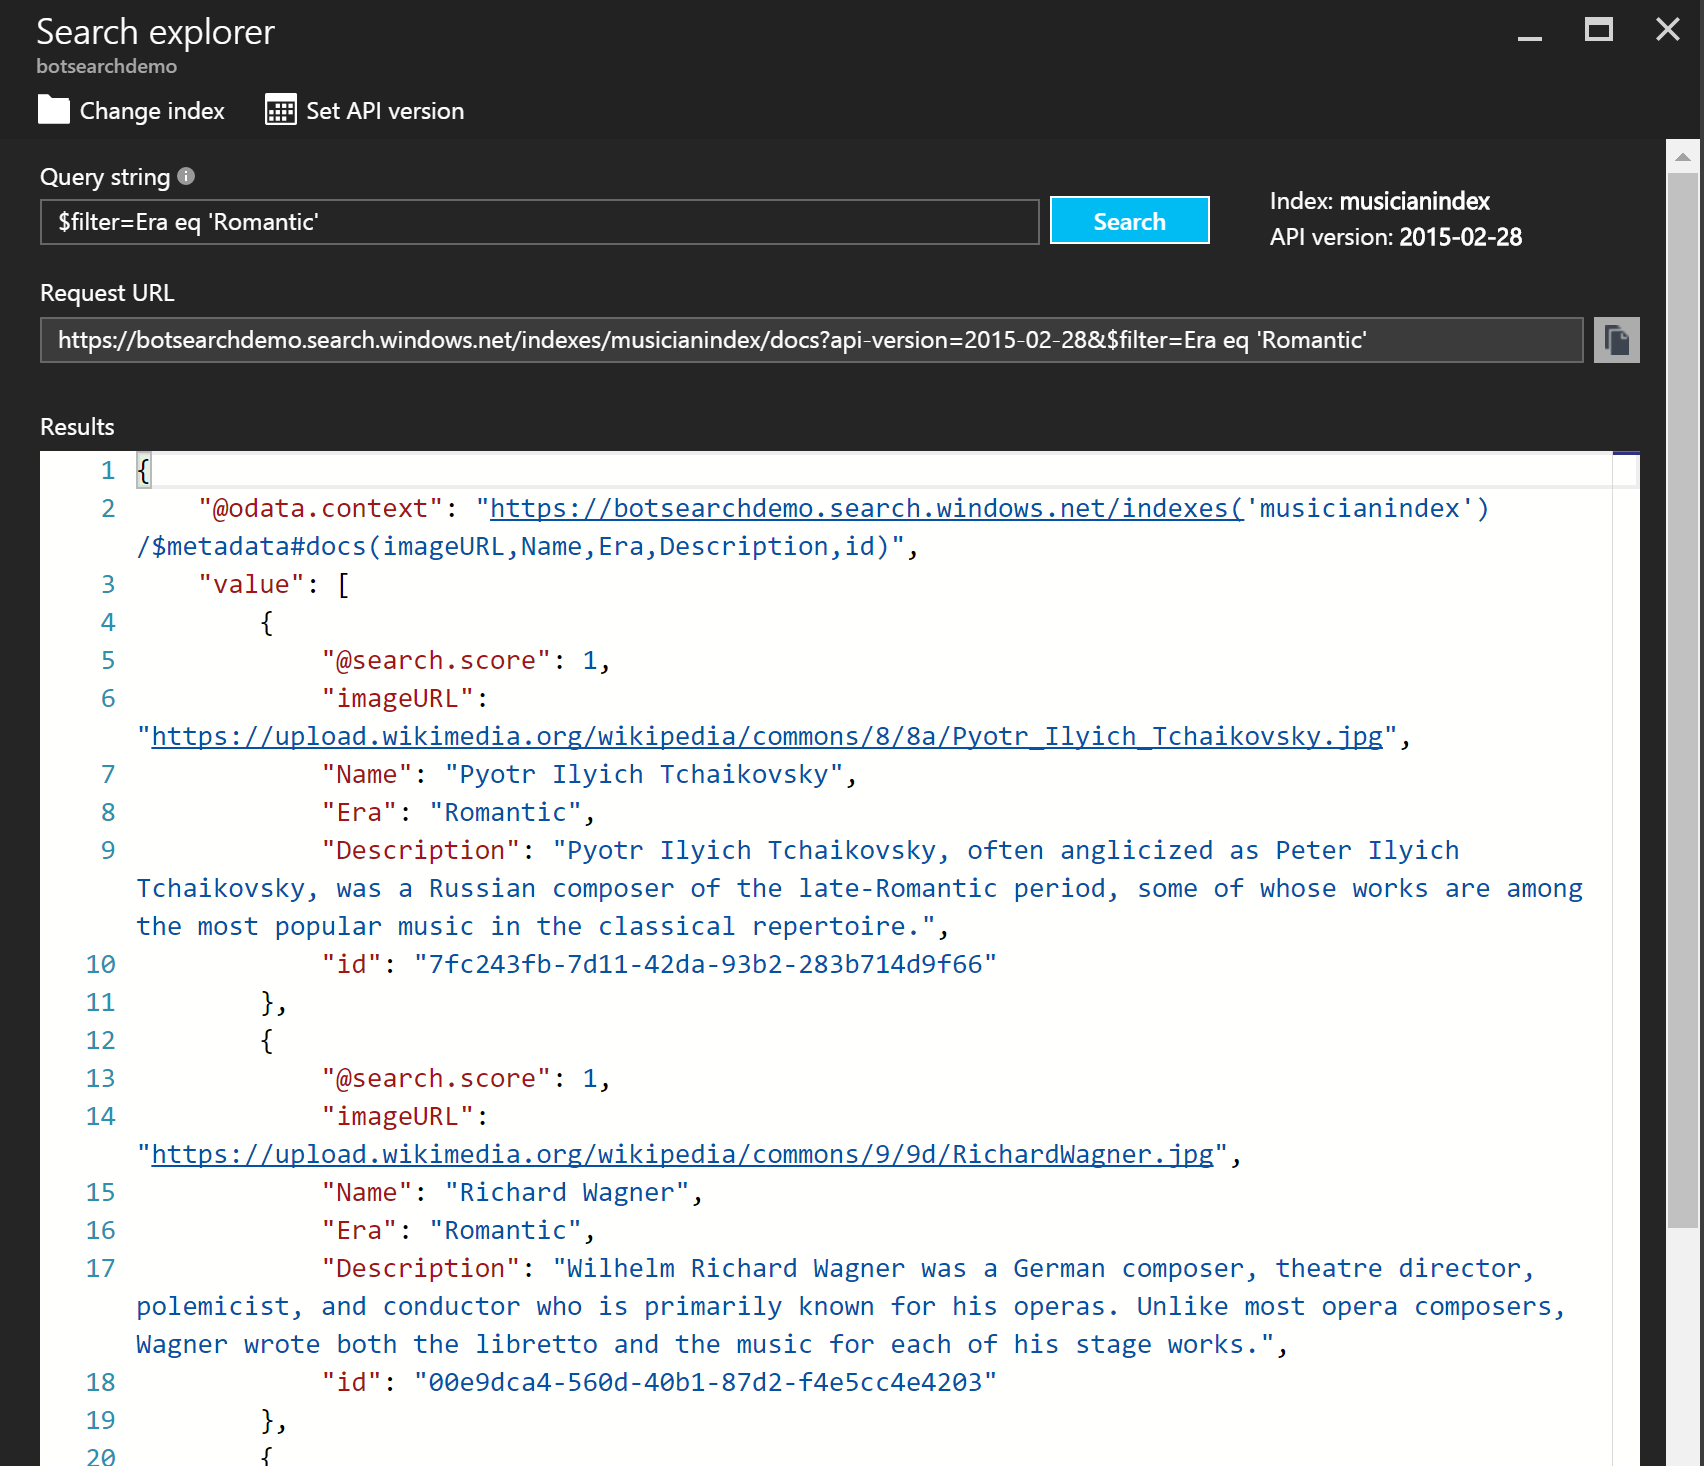 Search explorer
botsearchdemo
Change index Set API version
Query string
$filter=Era eq 'Romantic' Search
Index: musicianindex
API version: 2015-02-28
Request URL
https://botsearchdemo.search.windows.net/indexes/musicianindex/docs?api-version=2015-02-28&$filter=Era eq 'Romantic'
Results
1 {
2 "@odata.context": "https://botsearchdemo.search.windows.net/indexes('musicianindex')
/$metadata#docs(imageURL,Name,Era,Description,id)",
3 "value": [
4 {
5 "@search.score": 1,
6 "imageURL":
"https://upload.wikimedia.org/wikipedia/commons/8/8a/Pyotr_Ilyich_Tchaikovsky.jpg",
7 "Name": "Pyotr Ilyich Tchaikovsky",
8 "Era": "Romantic",
9 "Description": "Pyotr Ilyich Tchaikovsky, often anglicized as Peter Ilyich
Tchaikovsky, was a Russian composer of the late-Romantic period, some of whose works are among
the most popular music in the classical repertoire.",
10 "id": "7fc243fb-7d11-42da-93b2-283b714d9f66"
11 },
12 {
13 "@search.score": 1,
14 "imageURL":
"https://upload.wikimedia.org/wikipedia/commons/9/9d/RichardWagner.jpg",
15 "Name": "Richard Wagner",
16 "Era": "Romantic",
17 "Description": "Wilhelm Richard Wagner was a German composer, theatre director,
polemicist, and conductor who is primarily known for his operas. Unlike most opera composers,
Wagner wrote both the libretto and the music for each of his stage works.",
18 "id": "00e9dca4-560d-40b1-87d2-f4e5cc4e4203"
19 },
20 {